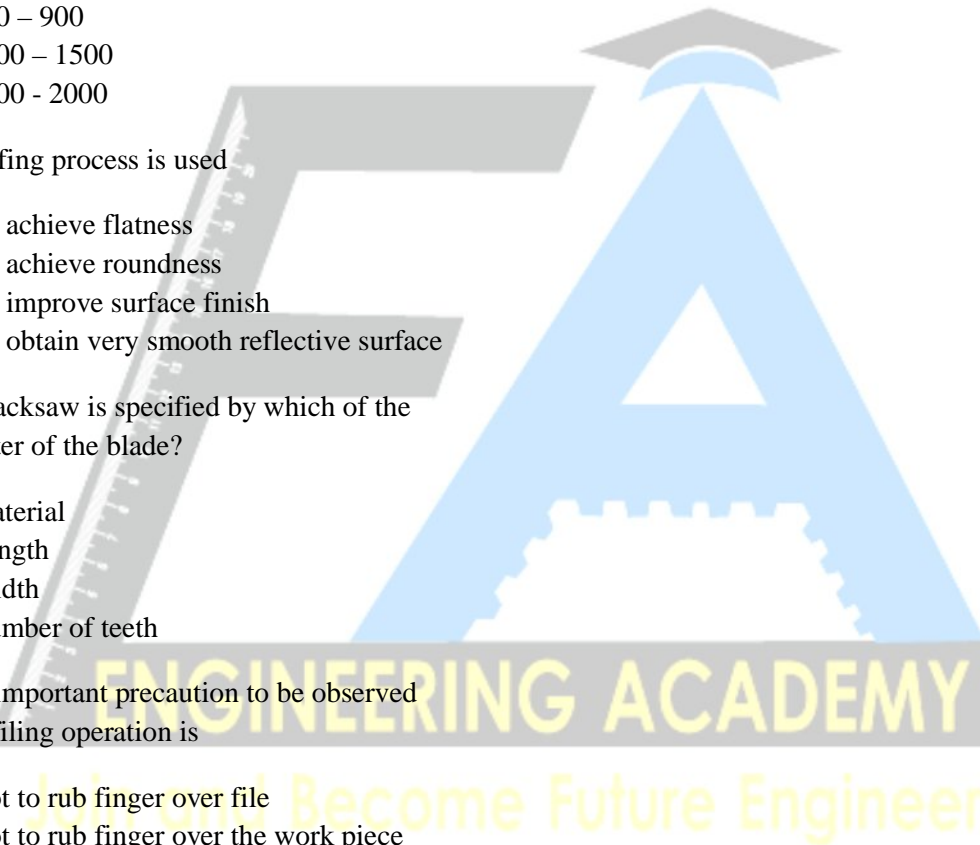 0 – 900
00 – 1500
00 - 2000
fing process is used
achieve flatness
achieve roundness
improve surface finish
obtain very smooth reflective surface
acksaw is specified by which of the
ter of the blade?
aterial
ngth
dth
umber of teeth
important precaution to be observed
filing operation is
ot to rub finger over file
ot to rub finger over the work piece
ENGINEERING ACADEMY
Join and Become Future Engineer